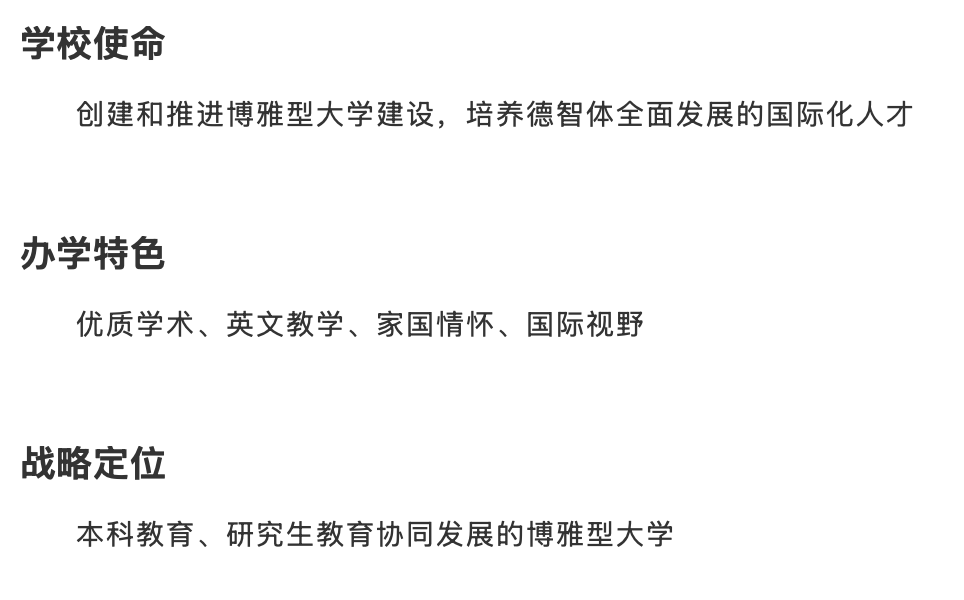 学校使命
创建和推进博雅型大学建设，培养德智体全面发展的国际化人才
办学特色
优质学术、英文教学、家国情怀、国际视野
战略定位
本科教育、研究生教育协同发展的博雅型大学